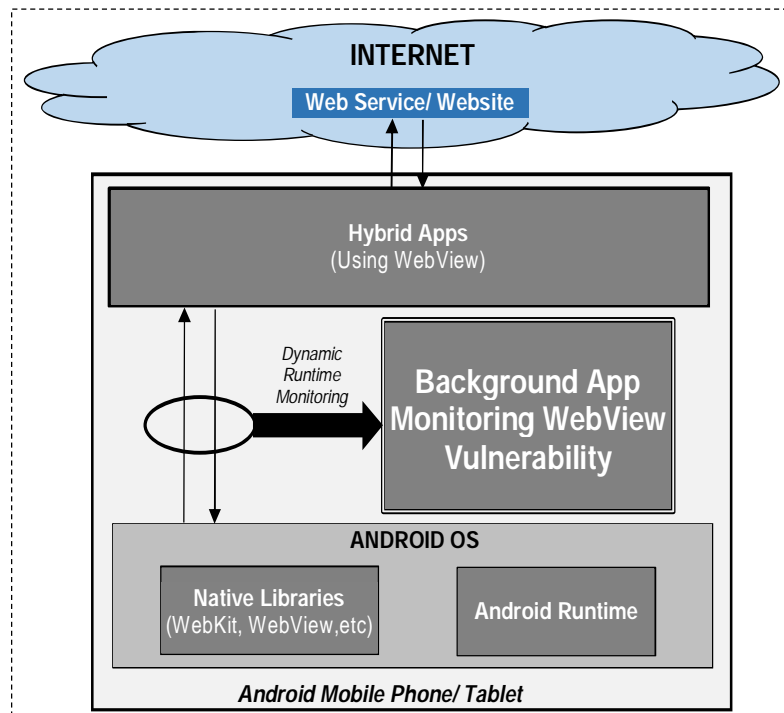 INTERNET
Web Service/ Website
Hybrid Apps
(Using WebView)
Dynamic
Runtime
Monitoring
Background App
Monitoring WebView
Vulnerability
ANDROID OS
Native Libraries
(WebKit, WebView,etc)
Android Runtime
Android Mobile Phone/ Tablet